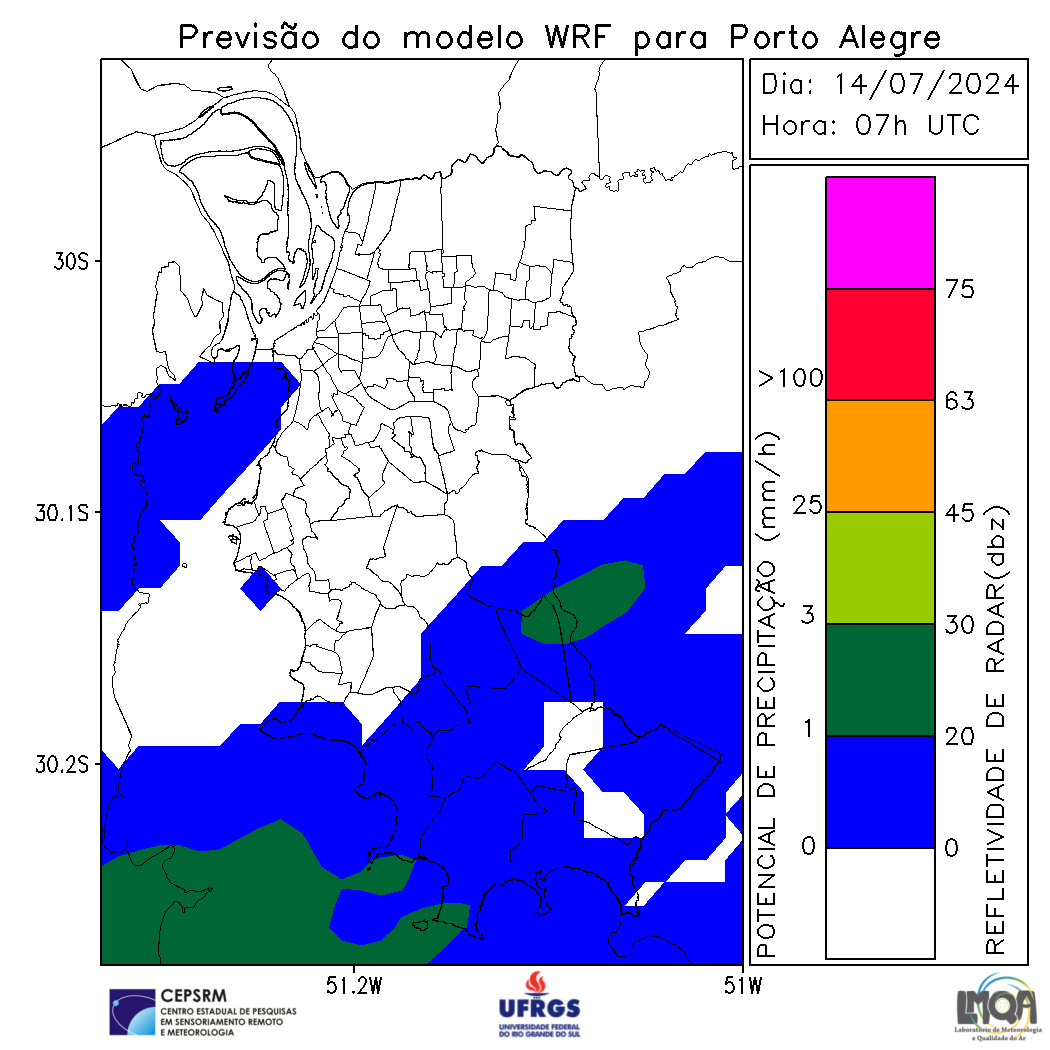 Previsão do modelo WRF para Porto Alegre
Dia: 14/07/2024
Hora: 07h UTC
30S
30.1S
30.2S
51.2W
51W
POTENCIAL DE PRECIPITAÇÃO (mm/h)
>100
25
3
1
0
75
63
45
30
20
0
REFLETIVIDADE DE RADAR(dbz)
CEPSRM
CENTRO ESTADUAL DE PESQUISAS
EM SENSORIAMENTO REMOTO
E METEOROLOGIA
UFRGS
UNIVERSIDADE FEDERAL
DO RIO GRANDE DO SUL
LMQA
Laboratório de Meteorologia
e Qualidade do Ar